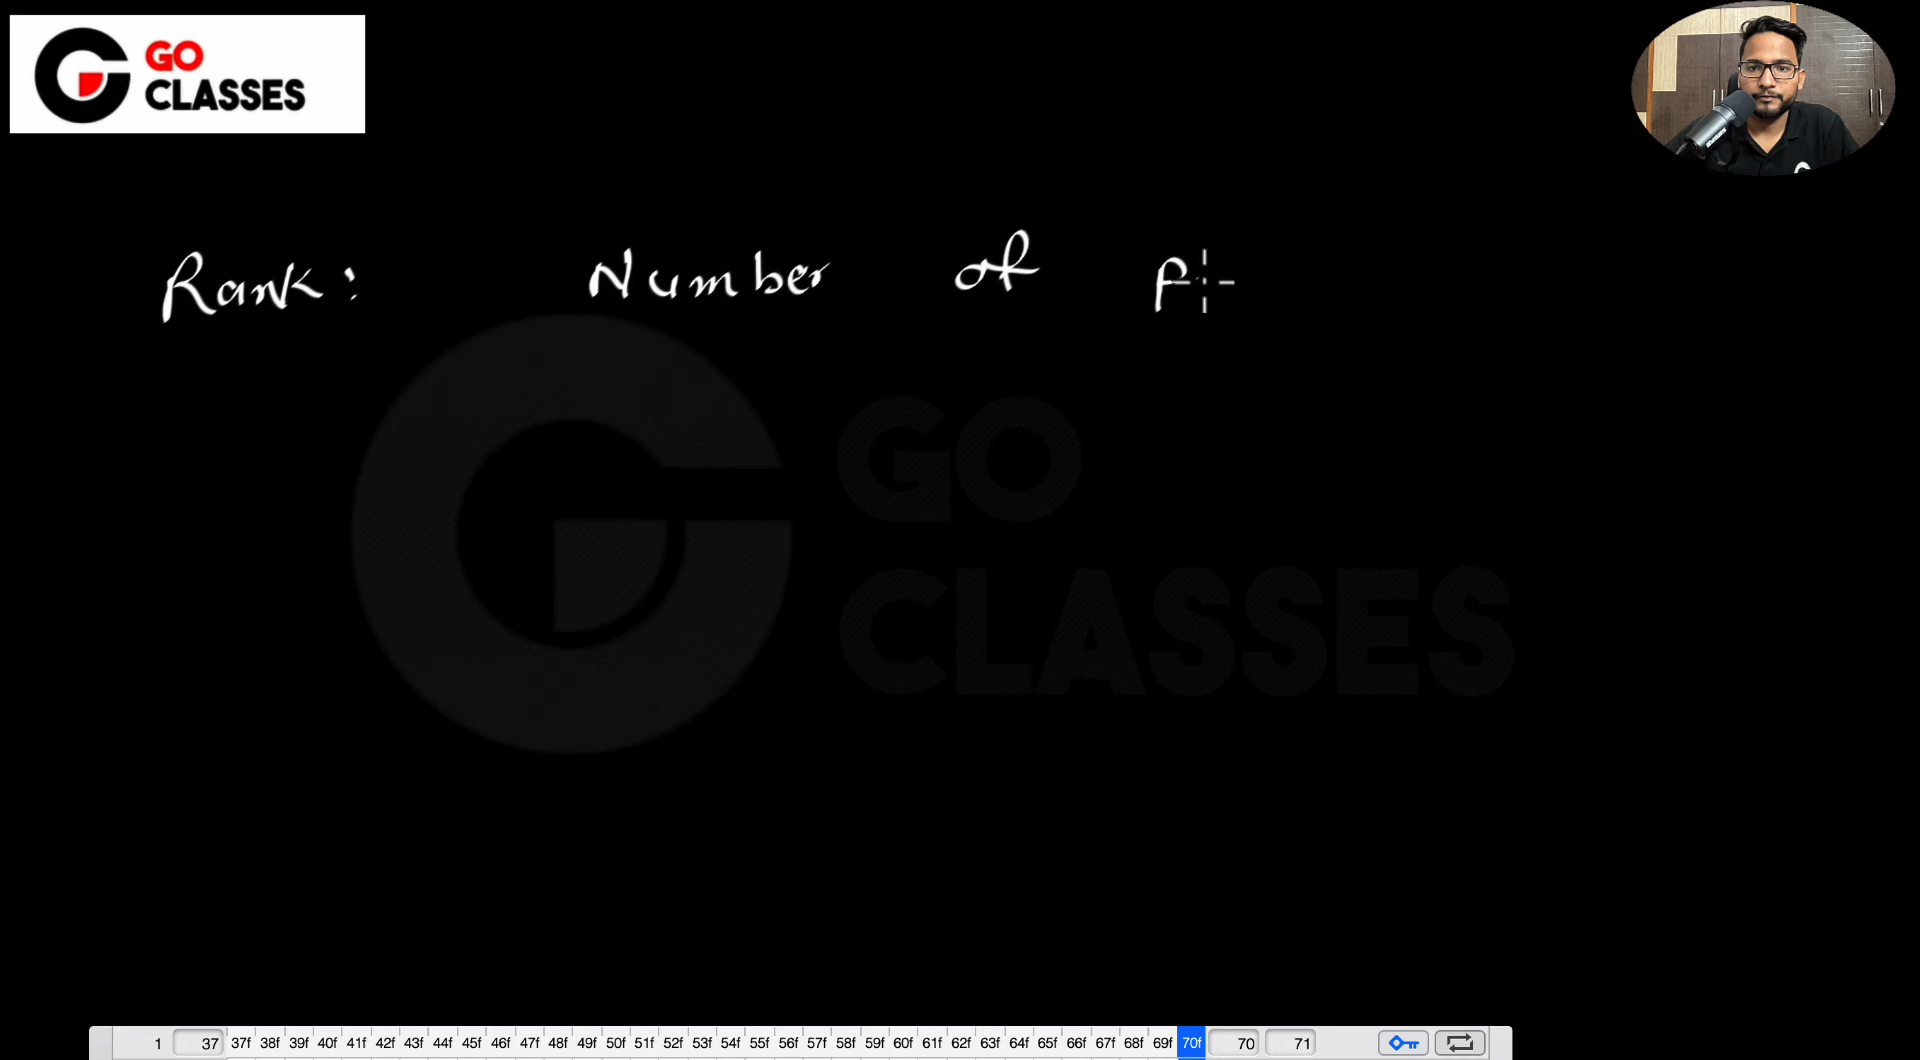 GO
CLASSES
Rank: Number of P
GO
CLASSES
1 37 37f 38f 39f 40f 41f 42f 43f 44f 45f 46f 47f 48f 49f 50f 51f 52f 53f 54f 55f 56f 57f 58f 59f 60f 61f 62f 63f 64f 65f 66f 67f 68f 69f 70f 70 71